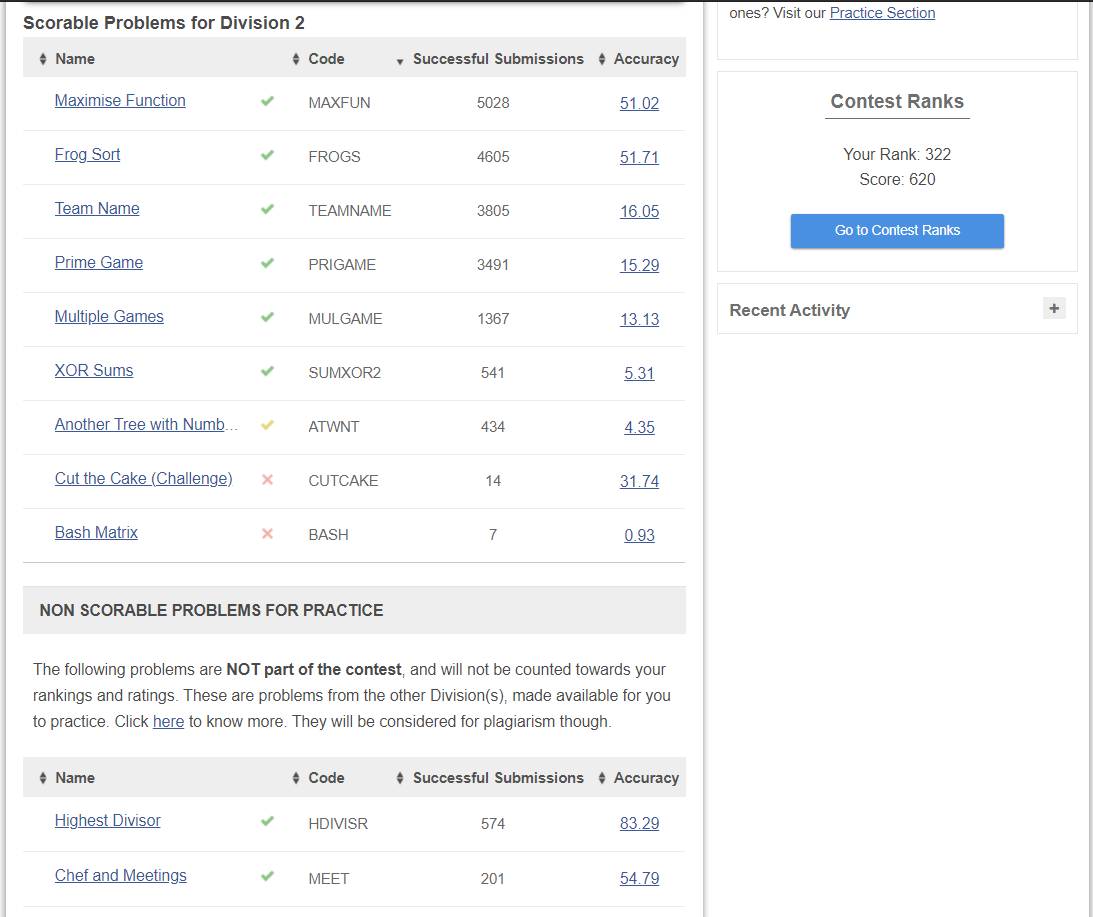 Scorable Problems for Division 2
Name Code Successful Submissions Accuracy
Maximise Function MAXFUN 5028 51.02
Frog Sort FROGS 4605 51.71
Team Name TEAMNAME 3805 16.05
Prime Game PRIGAME 3491 15.29
Multiple Games MULGAME 1367 13.13
XOR Sums SUMXOR2 541 5.31
Another Tree with Numb... ATWNT 434 4.35
Cut the Cake (Challenge) CUTCAKE 14 31.74
Bash Matrix BASH 7 0.93
NON SCORABLE PROBLEMS FOR PRACTICE
The following problems are NOT part of the contest, and will not be counted towards your
rankings and ratings. These are problems from the other Division(s), made available for you
to practice. Click here to know more. They will be considered for plagiarism though.
Name Code Successful Submissions Accuracy
Highest Divisor HDIVISR 574 83.29
Chef and Meetings MEET 201 54.79
ones? Visit our Practice Section
Contest Ranks
Your Rank: 322
Score: 620
Go to Contest Ranks
Recent Activity +